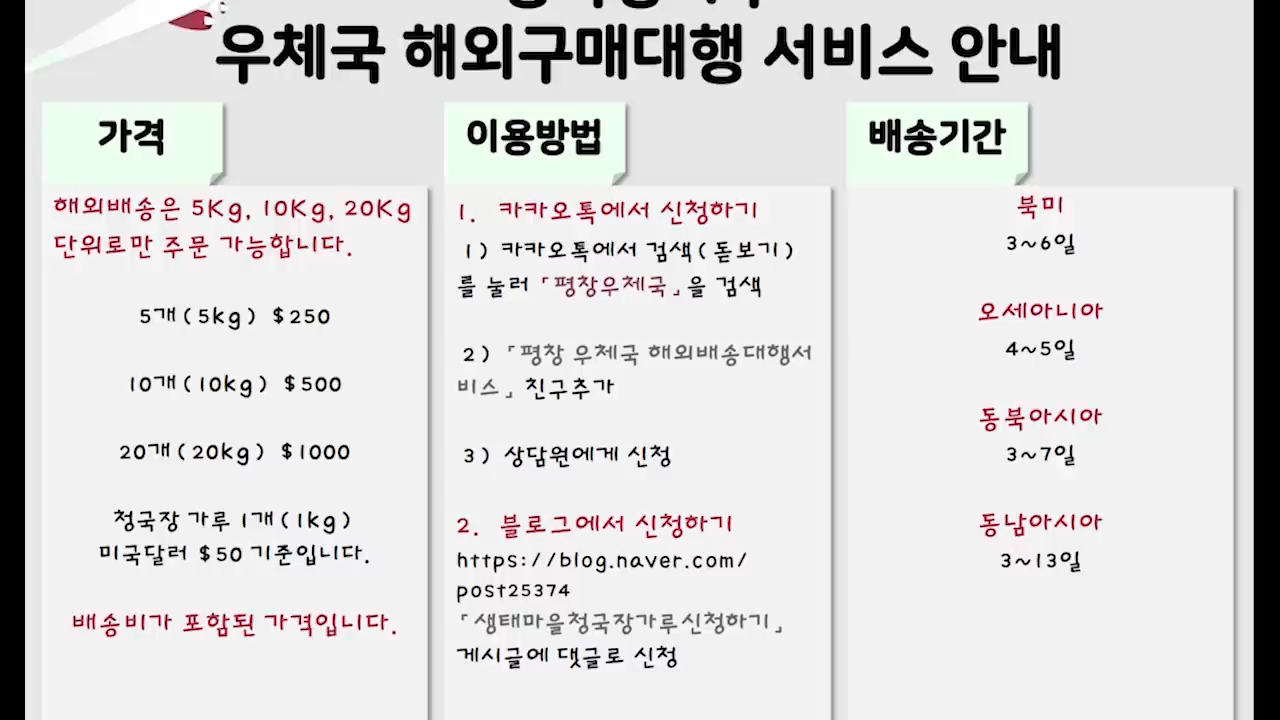 우체국 해외구매대행 서비스 안내
가격
해외배송은 5Kg, 10Kg, 20Kg
단위로만 주문 가능합니다.
5개(5kg) $250
10개(10kg) $500
20개(20kg) $1000
청국장 가루 1개(1kg)
미국달러 $50 기준입니다.
배송비가 포함된 가격입니다.
이용방법
1. 카카오톡에서 신청하기
1) 카카오톡에서 검색(돋보기)
를 눌러 「평창우체국」을 검색
2) 「평창 우체국 해외배송대행서
비스」 친구추가
3) 상담원에게 신청
2. 블로그에서 신청하기
https://blog.naver.com/
post25374
「생태마을청국장가루신청하기」
게시글에 댓글로 신청
배송기간
북미
3~6일
오세아니아
4~5일
동북아시아
3~7일
동남아시아
3~13일